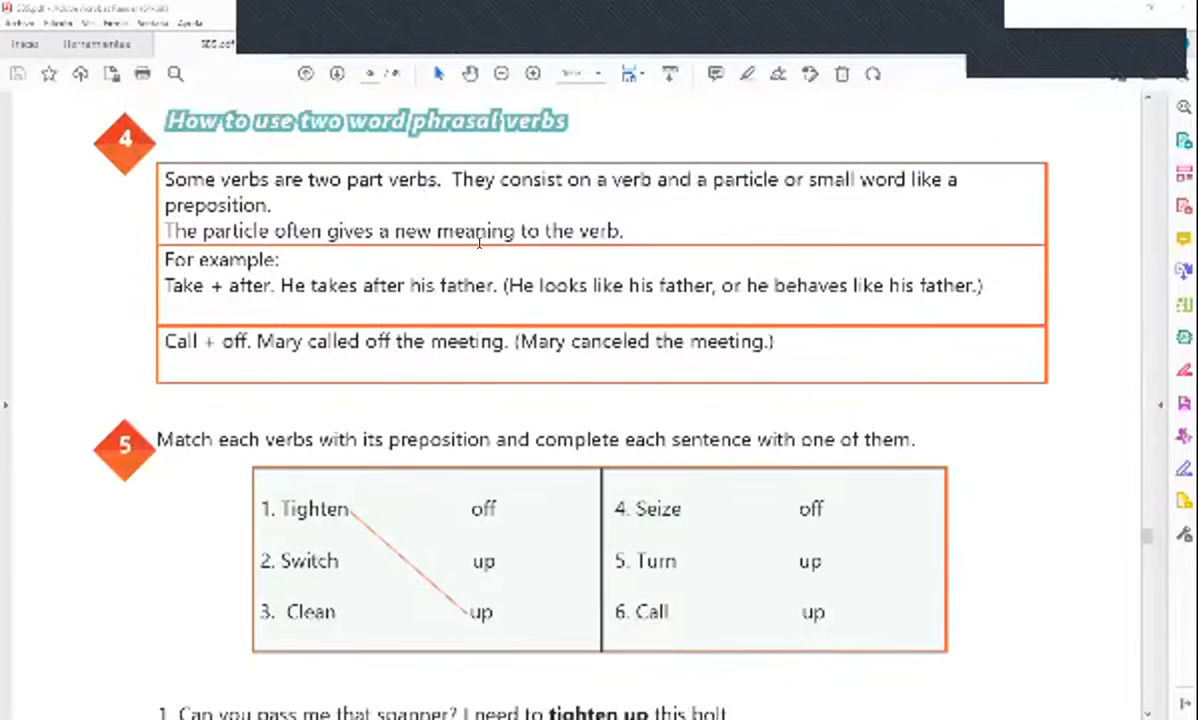 Inicio Herramientas SDS.pdf
4 How to use two word phrasal verbs
Some verbs are two part verbs. They consist on a verb and a particle or small word like a
preposition.
The particle often gives a new meaning to the verb.
For example:
Take + after. He takes after his father. (He looks like his father, or he behaves like his father.)
Call + off. Mary called off the meeting. (Mary canceled the meeting.)
5 Match each verbs with its preposition and complete each sentence with one of them.
1. Tighten off 4. Seize off
2. Switch up 5. Turn up
3. Clean up 6. Call up
1. Can you pass me that spanner? I need to tighten up this bolt